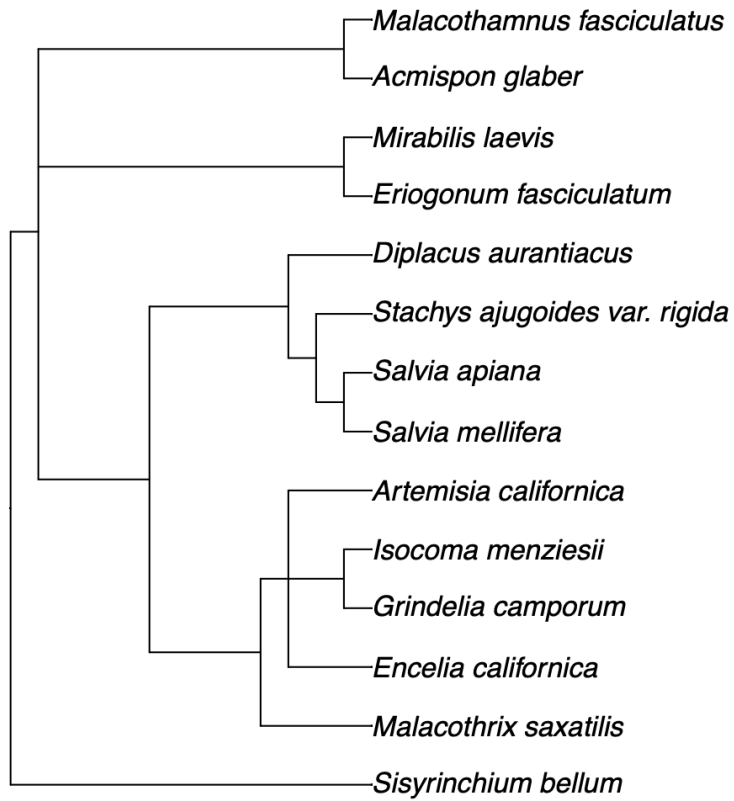 Malacothamnus fasciculatus
Acmispon glaber
Mirabilis laevis
Eriogonum fasciculatum
Diplacus aurantiacus
Stachys ajugoides var. rigida
Salvia apiana
Salvia mellifera
Artemisia californica
Isocoma menziesii
Grindelia camporum
Encelia californica
Malacothrix saxatilis
Sisyrinchium bellum